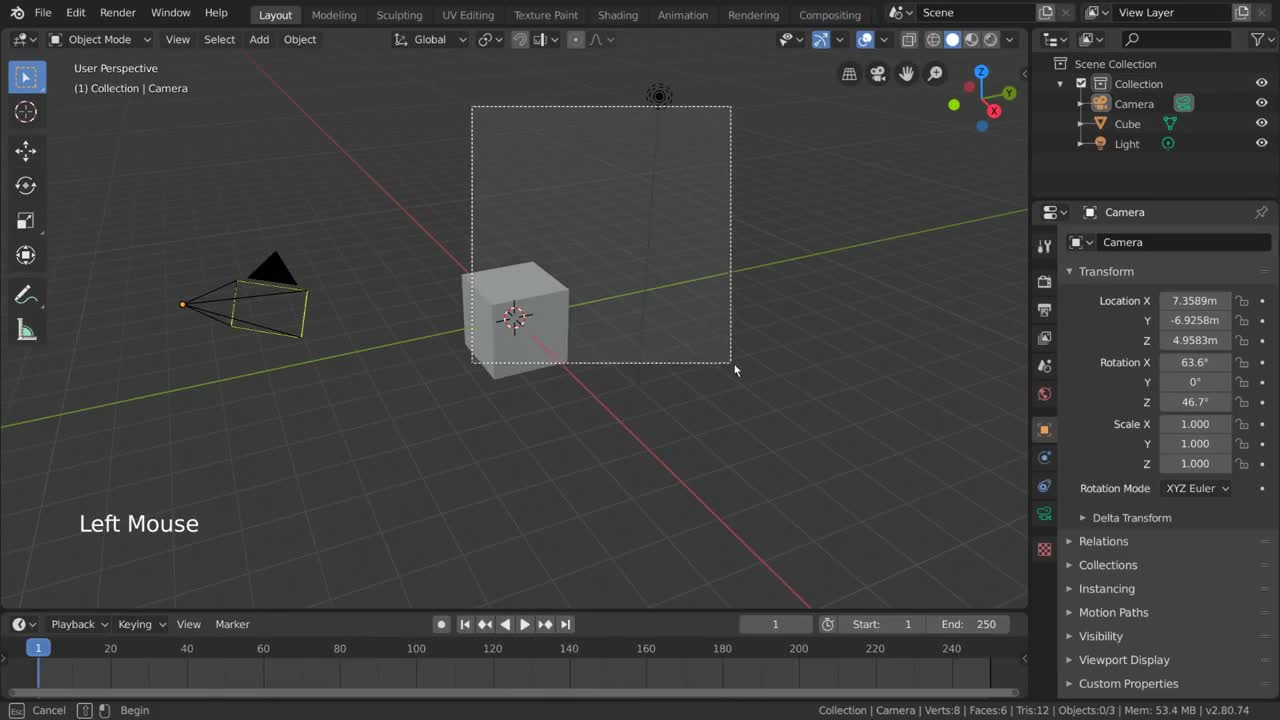 File Edit Render Window Help Layout Modeling Sculpting UV Editing Texture Paint Shading Animation Rendering Compositing Scene View Layer
Object Mode View Select Add Object Global
User Perspective
(1) Collection | Camera
Z
Y
X
Scene Collection
Collection
Camera
Cube
Light
Camera
Camera
Transform
Location X 7.3589m
Y -6.9258m
Z 4.9583m
Rotation X 63.6°
Y 0°
Z 46.7°
Scale X 1.000
Y 1.000
Z 1.000
Rotation Mode XYZ Euler
Delta Transform
Relations
Collections
Instancing
Motion Paths
Visibility
Viewport Display
Custom Properties
Left Mouse
Playback Keying View Marker 1 Start: 1 End: 250
1 20 40 60 80 100 120 140 160 180 200 220 240
Esc Cancel Begin Collection | Camera | Verts:8 | Faces:6 | Tris:12 | Objects:0/3 | Mem: 53.4 MB | v2.80.74